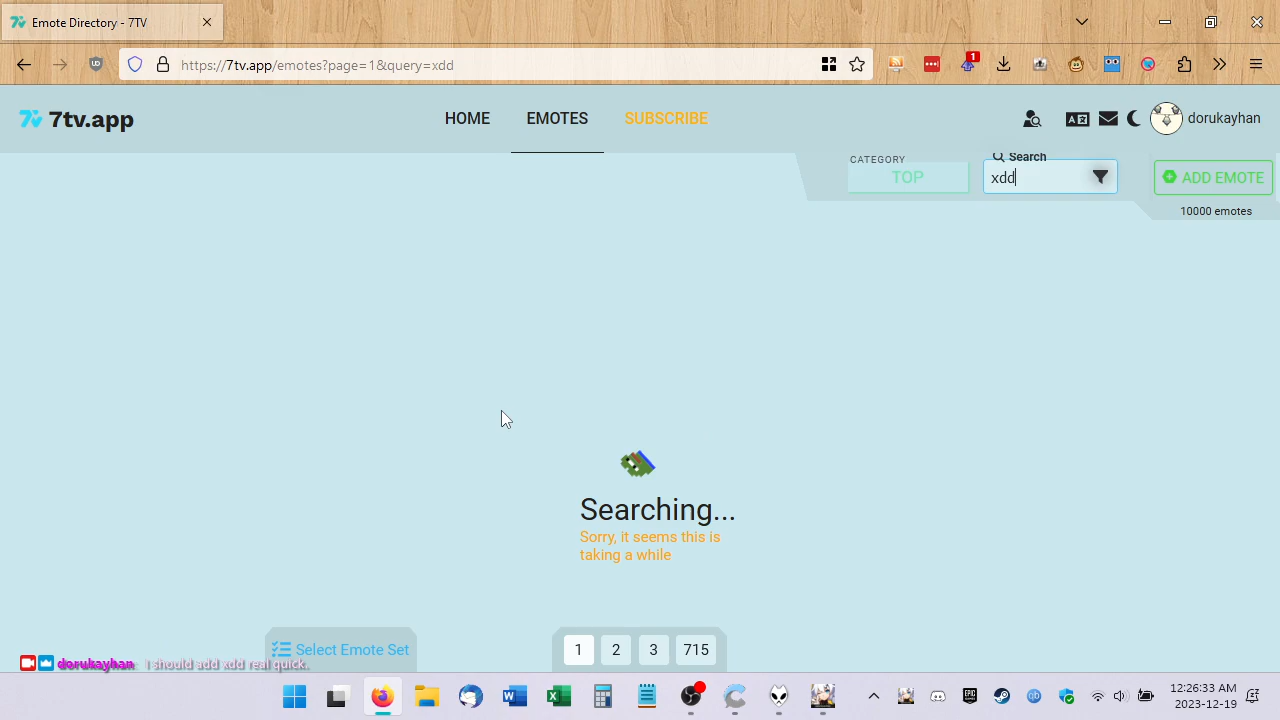 Emote Directory - 7TV
https://7tv.app/emotes?page=1&query=xdd
1
7tv.app
HOME
EMOTES
SUBSCRIBE
dorukayhan
CATEGORY
TOP
Search
xdd
ADD EMOTE
10000 emotes
Searching...
Sorry, it seems this is
taking a while
Select Emote Set
1
2
3
715
dorukayhan: I should add xdd real quick.
12:26:33 AM
2023-12-19